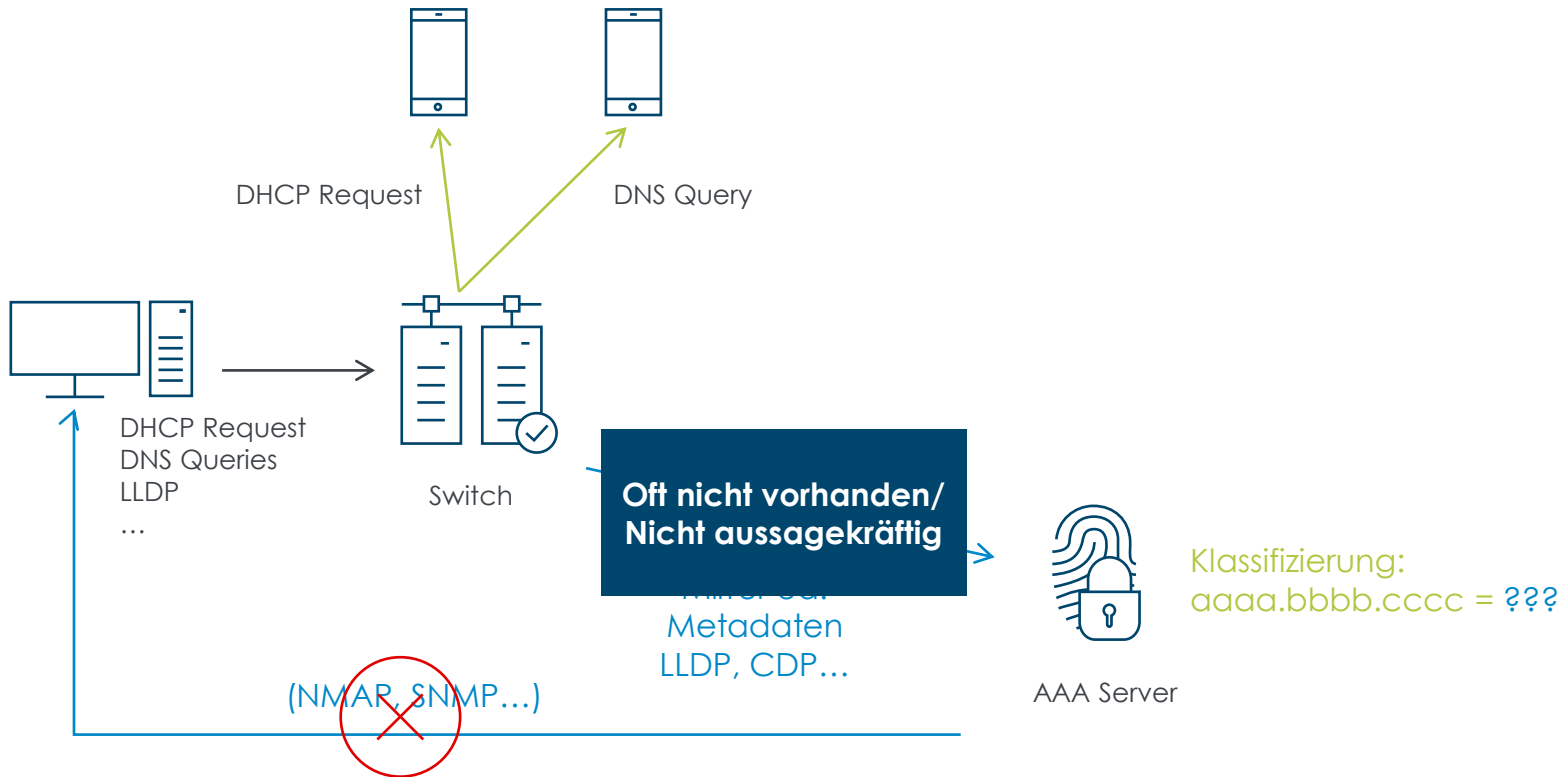 DHCP Request
DNS Query
DHCP Request
DNS Queries
LLDP
…
Switch
Oft nicht vorhanden/
Nicht aussagekräftig
Metadaten
LLDP, CDP…
Klassifizierung:
aaaa.bbbb.cccc = ???
AAA Server
(NMAP, SNMP…)